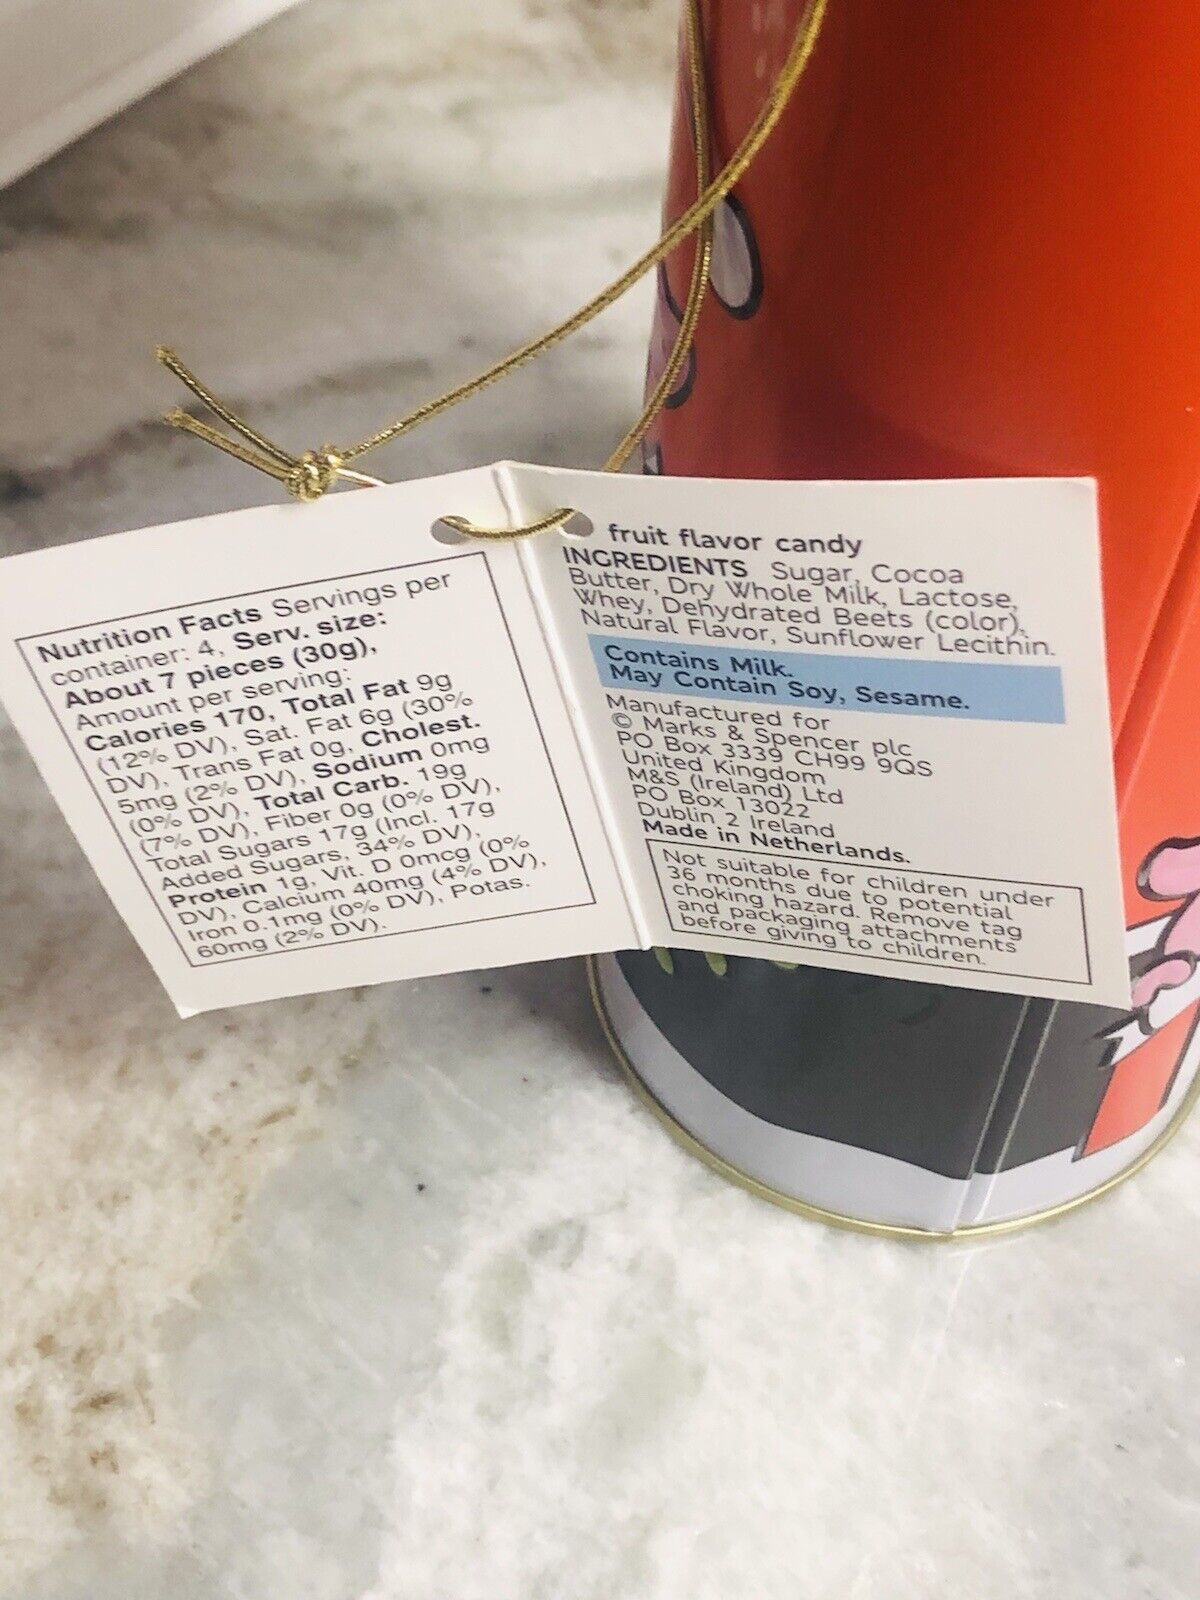 Nutrition Facts Servings per
container: 4, Serv. size:
About 7 pieces (30g),
Amount per serving:
Calories 170, Total Fat 9g
(12% DV), Sat. Fat 6g (30%
DV), Trans Fat 0g, Cholest.
5mg (2% DV), Sodium 0mg
(0% DV), Total Carb. 19g
(7% DV), Fiber 0g (0% DV),
Total Sugars 17g (Incl. 17g
Added Sugars, 34% DV),
Protein 1g, Vit. D 0mcg (0%
DV), Calcium 40mg (4% DV),
Iron 0.1mg (0% DV), Potas.
60mg (2% DV).
fruit flavor candy
INGREDIENTS Sugar, Cocoa
Butter, Dry Whole Milk, Lactose,
Whey, Dehydrated Beets (color),
Natural Flavor, Sunflower Lecithin.
Contains Milk.
May Contain Soy, Sesame.
Manufactured for
© Marks & Spencer plc
PO Box 3339 CH99 9QS
United Kingdom
M&S (Ireland) Ltd
PO Box 13022
Dublin 2 Ireland
Made in Netherlands.
Not suitable for children under
36 months due to potential
choking hazard. Remove tag
and packaging attachments
before giving to children.